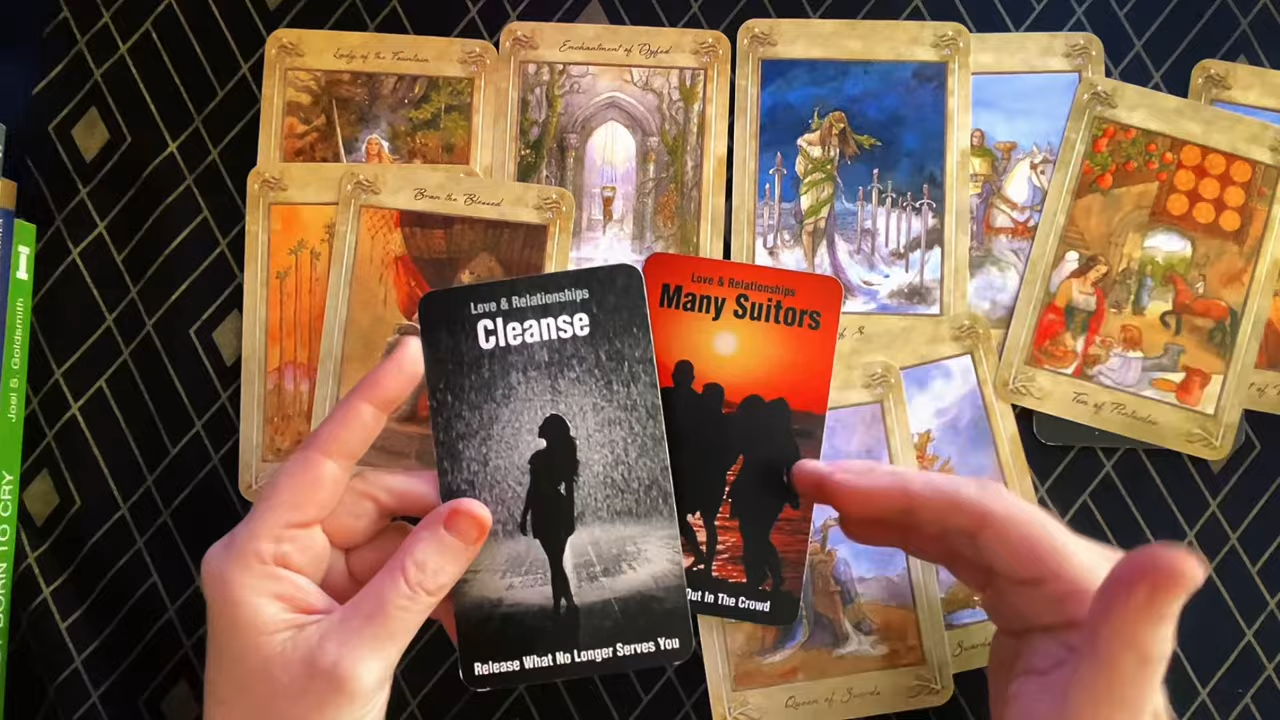 Lady of the Fountain
Enchantment of Dyfed
Bran the Blessed
Love & Relationships
Cleanse
Release What No Longer Serves You
Love & Relationships
Many Suitors
Out In The Crowd
Ten of Pentacles
Queen of Swords
Swords
Joel S. Goldsmith
TO CRY